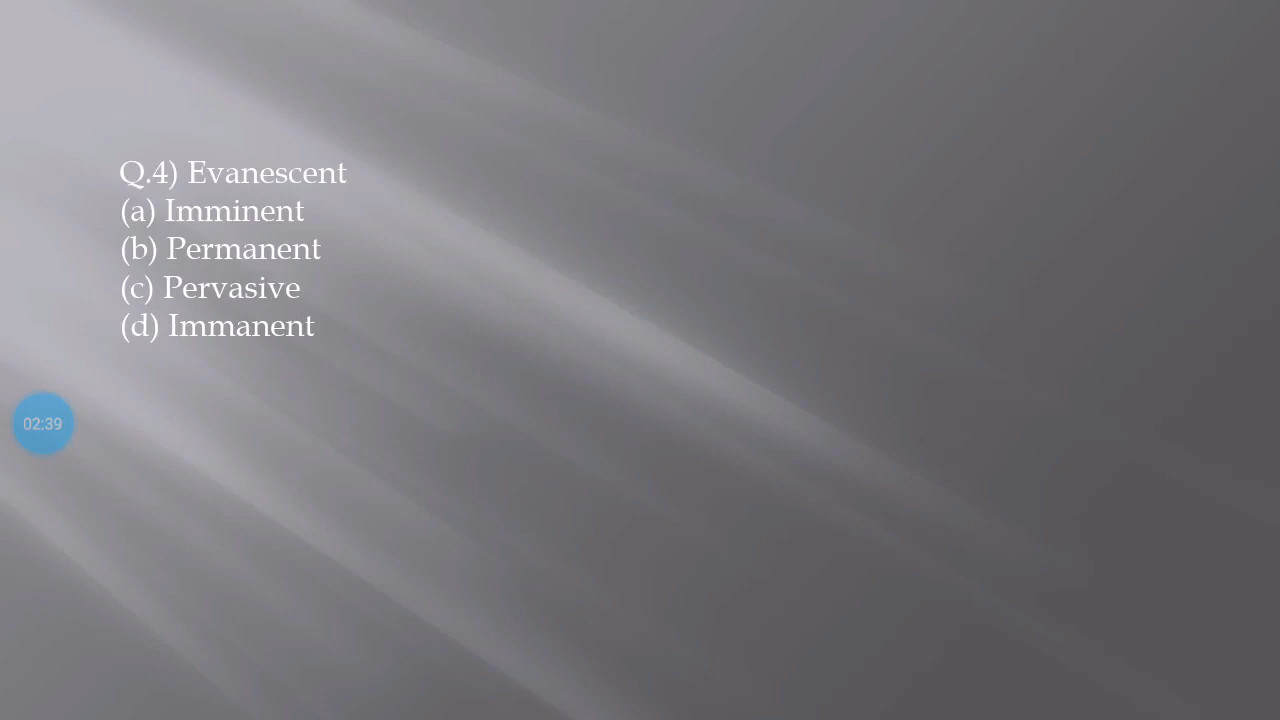 Q.4) Evanescent
(a) Imminent
(b) Permanent
(c) Pervasive
(d) Immanent
02:39